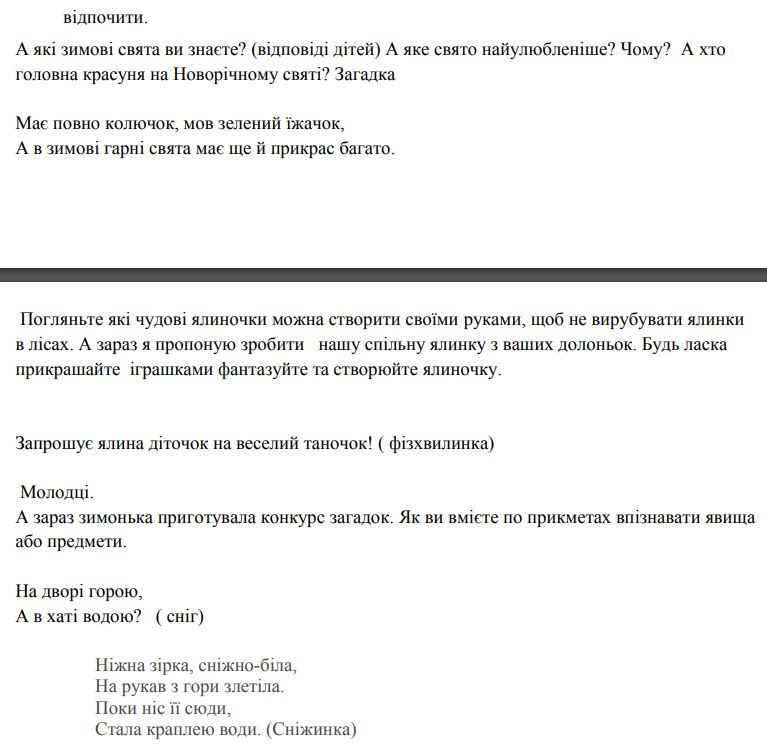 відпочити.
А які зимові свята ви знаєте? (відповіді дітей) А яке свято найулюбленіше? Чому?  А хто
головна красуня на Новорічному святі? Загадка
Має повно колючок, мов зелений їжачок,
А в зимові гарні свята має ще й прикрас багато.
Погляньте які чудові ялиночки можна створити своїми руками, щоб не вирубувати ялинки
в лісах. А зараз я пропоную зробити   нашу спільну ялинку з ваших долоньок. Будь ласка
прикрашайте  іграшками фантазуйте та створюйте ялиночку.
Запрошує ялина діточок на веселий таночок! ( фізхвилинка)
Молодці.
А зараз зимонька приготувала конкурс загадок. Як ви вмієте по прикметах впізнавати явища
або предмети.
На дворі горою,
А в хаті водою?   ( сніг)
Ніжна зірка, сніжно-біла,
На рукав з гори злетіла.
Поки ніс її сюди,
Стала краплею води. (Сніжинка)